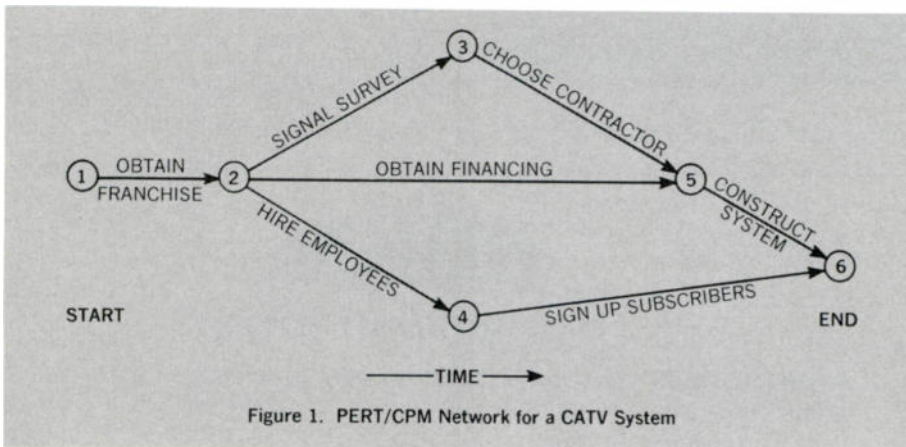 3
CHOOSE CONTRACTOR
SIGNAL SURVEY
1
OBTAIN
FRANCHISE
2
OBTAIN FINANCING
5
CONSTRUCT
SYSTEM
HIRE EMPLOYEES
6
4
SIGN UP SUBSCRIBERS
START
END
TIME
Figure 1. PERT/CPM Network for a CATV System